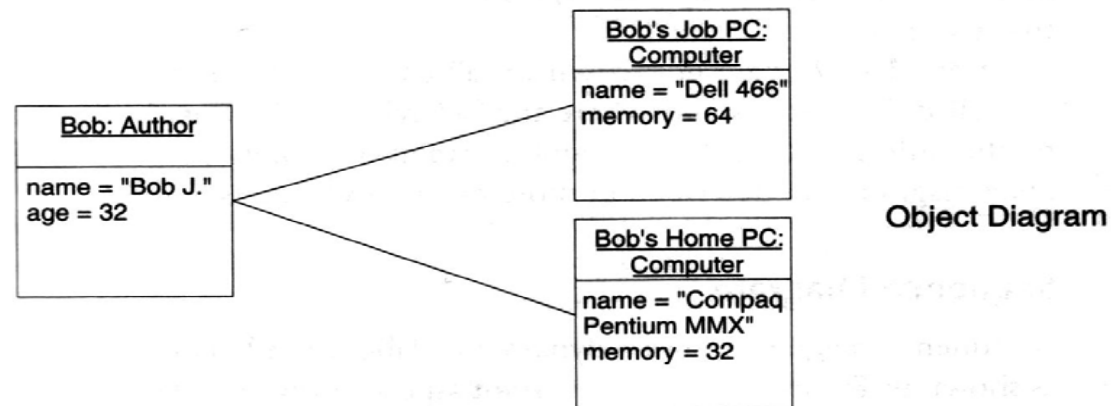 Bob: Author
name = "Bob J."
age = 32
Bob's Job PC:
Computer
name = "Dell 466"
memory = 64
Bob's Home PC:
Computer
name = "Compaq
Pentium MMX"
memory = 32
Object Diagram